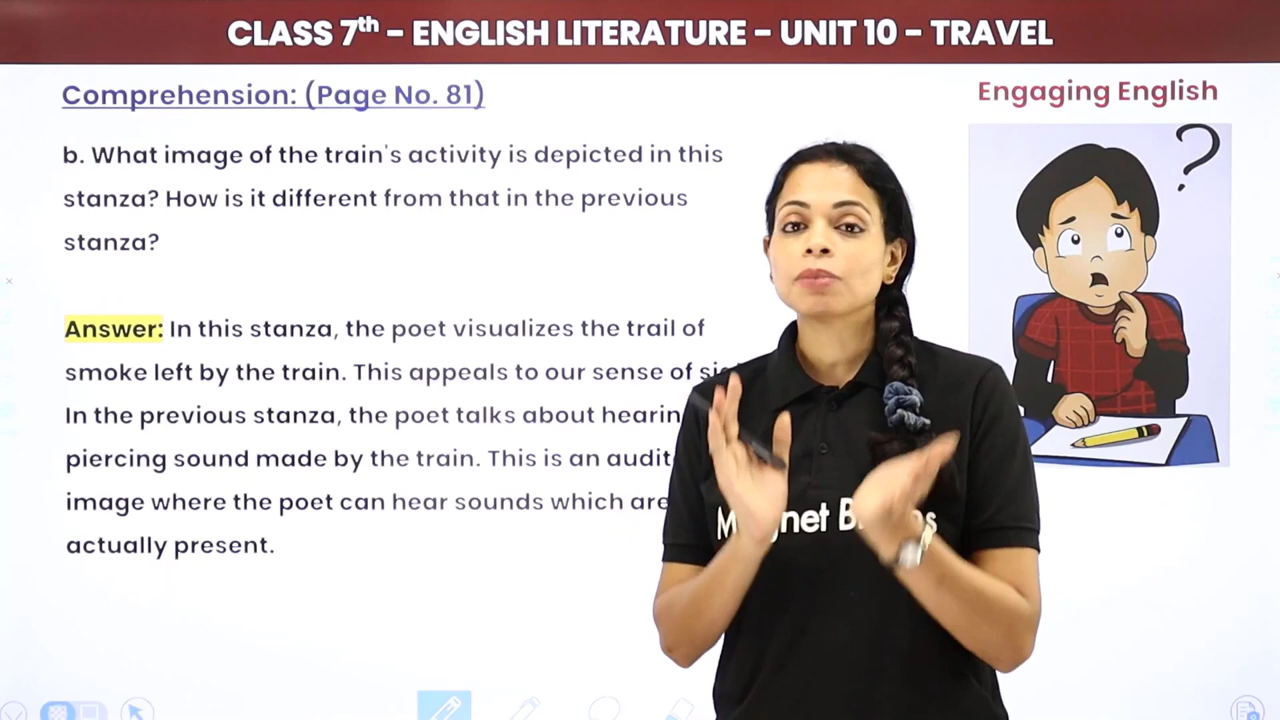 CLASS 7th - ENGLISH LITERATURE - UNIT 10 - TRAVEL
Comprehension: (Page No. 81)
Engaging English
b. What image of the train's activity is depicted in this
stanza? How is it different from that in the previous
stanza?
?
Answer: In this stanza, the poet visualizes the trail of
smoke left by the train. This appeals to our sense of
In the previous stanza, the poet talks about
piercing sound made by the train. This is an
image where the poet can hear sounds which are
actually present.